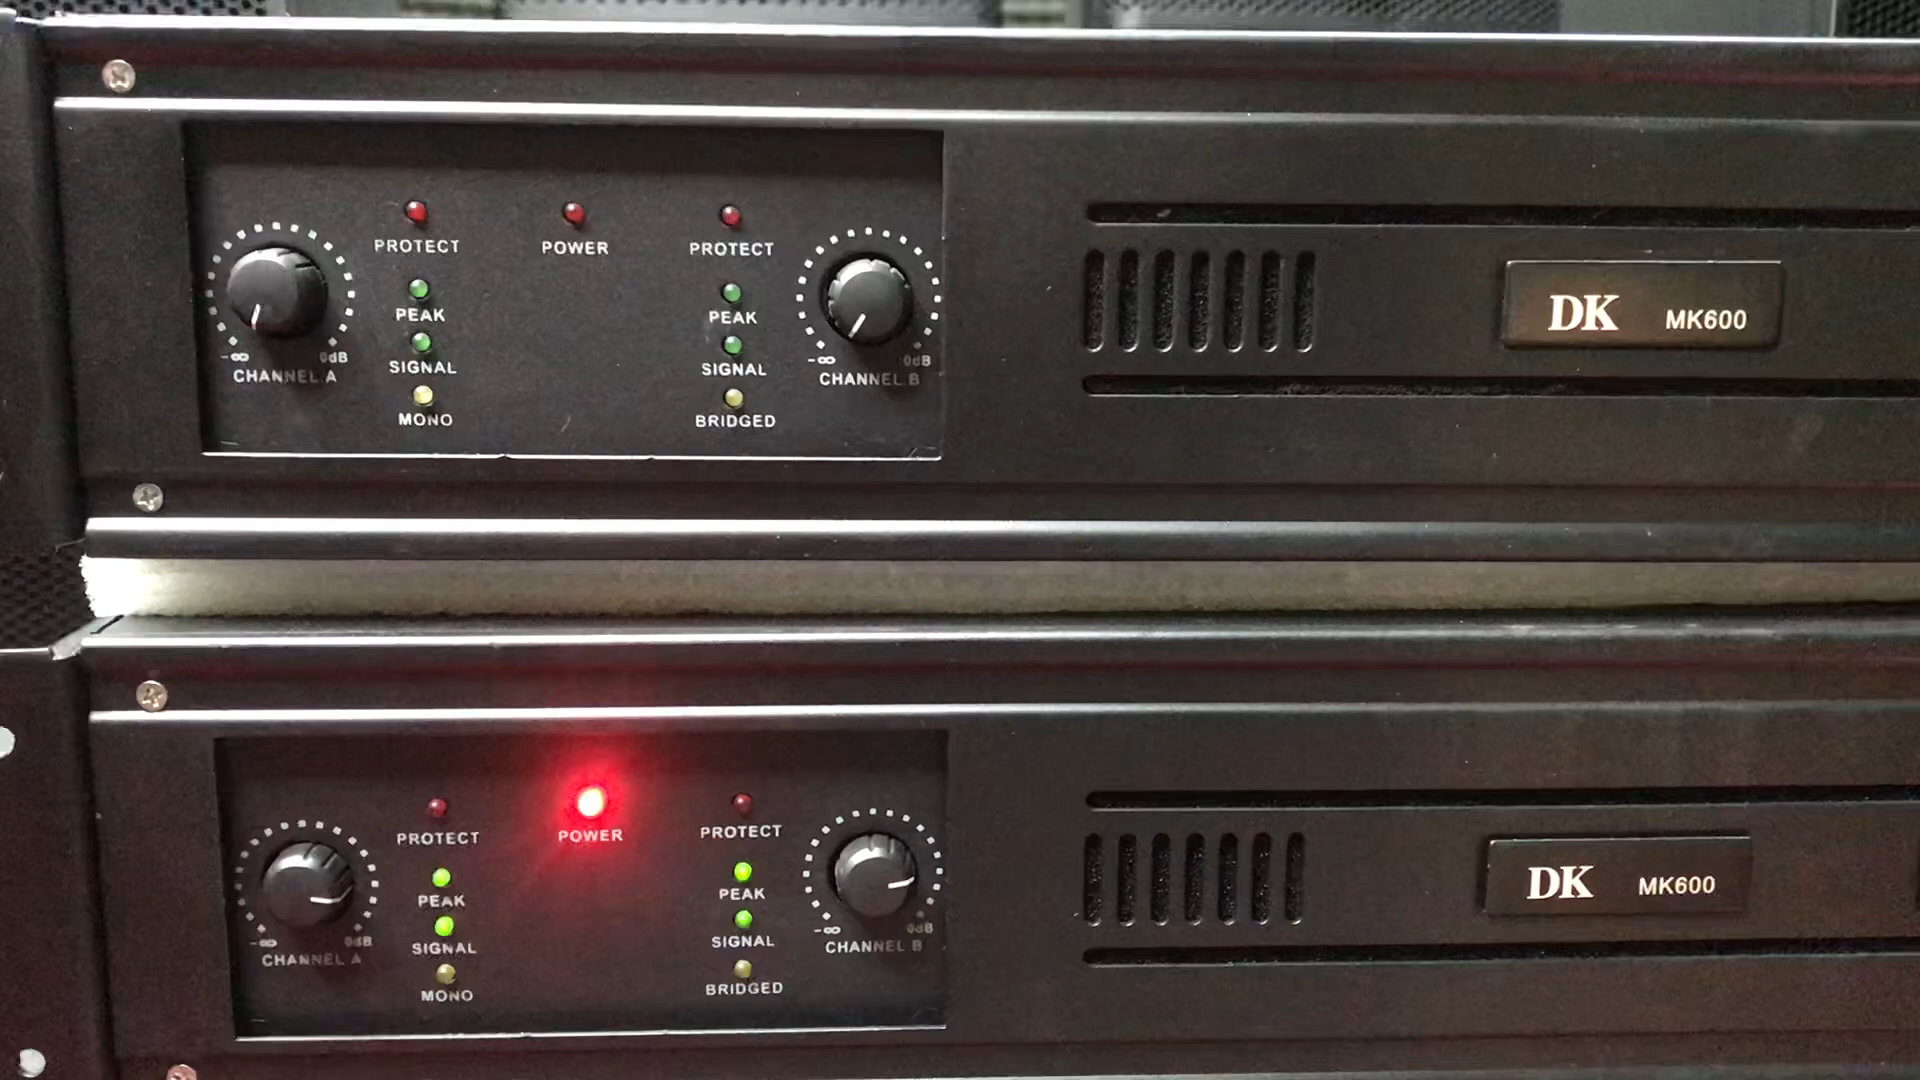 PROTECT POWER PROTECT
PEAK PEAK
-∞ 0dB SIGNAL SIGNAL -∞ 0dB
CHANNEL A CHANNEL B
MONO BRIDGED
DK MK600
PROTECT POWER PROTECT
PEAK PEAK
-∞ 0dB SIGNAL SIGNAL -∞ 0dB
CHANNEL A CHANNEL B
MONO BRIDGED
DK MK600